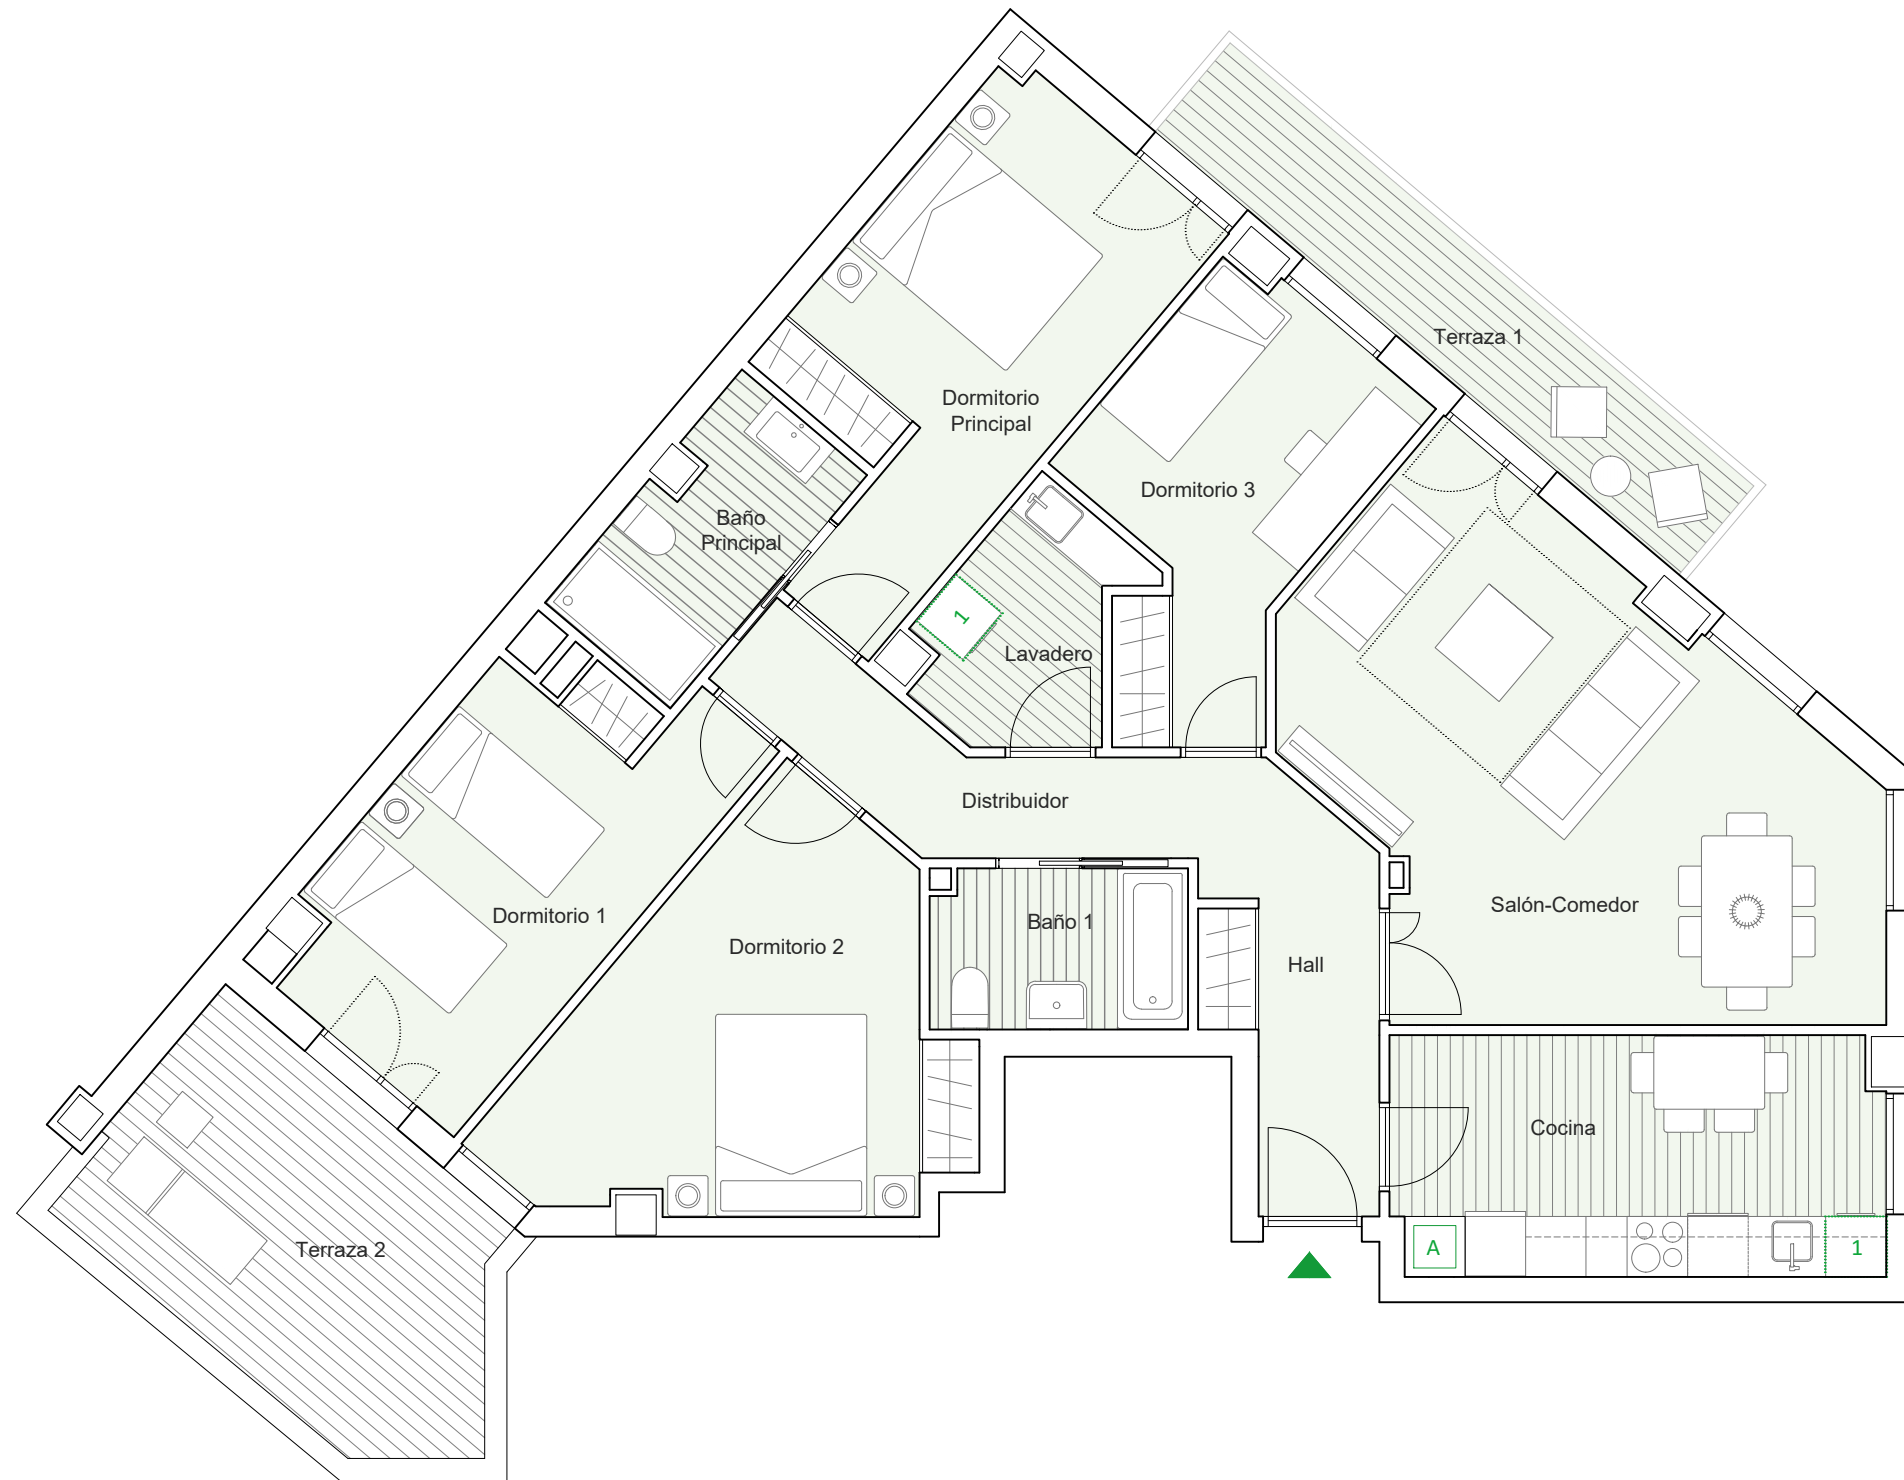 Terraza 1
Dormitorio
Principal
Dormitorio 3
Baño
Principal
1
Lavadero
Distribuidor
Salón-Comedor
Dormitorio 1
Baño 1
Dormitorio 2
Hall
Cocina
Terraza 2
A
1